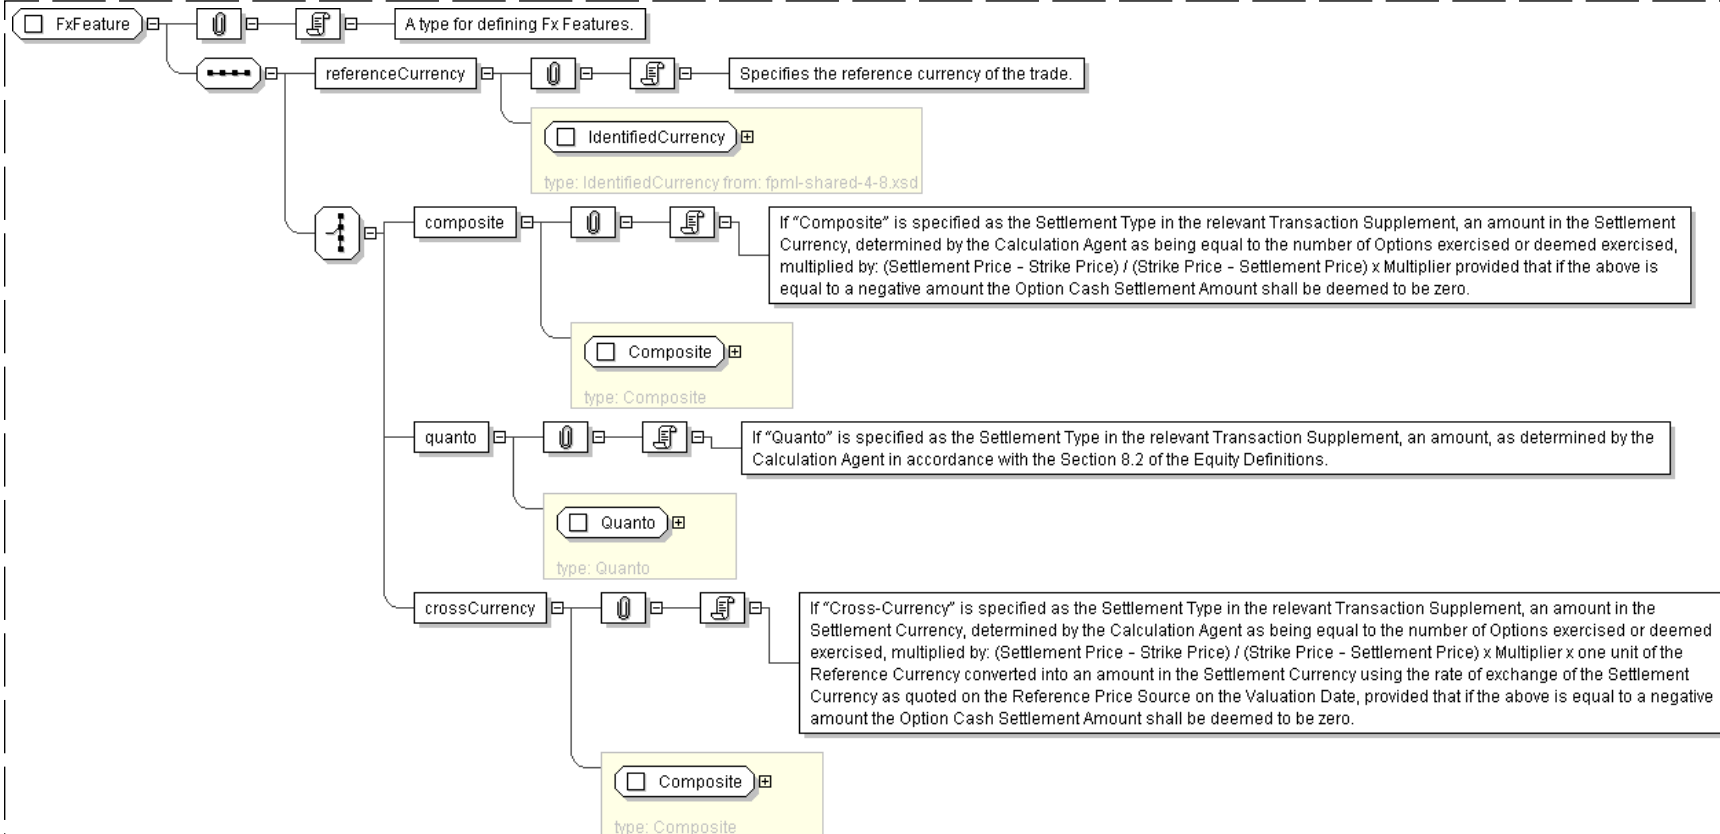 FxFeature
A type for defining Fx Features.
referenceCurrency
Specifies the reference currency of the trade.
IdentifiedCurrency
type: IdentifiedCurrency from: fpml-shared-4-8.xsd
composite
If “Composite” is specified as the Settlement Type in the relevant Transaction Supplement, an amount in the Settlement
Currency, determined by the Calculation Agent as being equal to the number of Options exercised or deemed exercised,
multiplied by: (Settlement Price – Strike Price) / (Strike Price – Settlement Price) x Multiplier provided that if the above is
equal to a negative amount the Option Cash Settlement Amount shall be deemed to be zero.
Composite
type: Composite
quanto
If “Quanto” is specified as the Settlement Type in the relevant Transaction Supplement, an amount, as determined by the
Calculation Agent in accordance with the Section 8.2 of the Equity Definitions.
Quanto
type: Quanto
crossCurrency
If “Cross-Currency” is specified as the Settlement Type in the relevant Transaction Supplement, an amount in the
Settlement Currency, determined by the Calculation Agent as being equal to the number of Options exercised or deemed
exercised, multiplied by: (Settlement Price – Strike Price) / (Strike Price – Settlement Price) x Multiplier x one unit of the
Reference Currency converted into an amount in the Settlement Currency using the rate of exchange of the Settlement
Currency as quoted on the Reference Price Source on the Valuation Date, provided that if the above is equal to a negative
amount the Option Cash Settlement Amount shall be deemed to be zero.
Composite
type: Composite